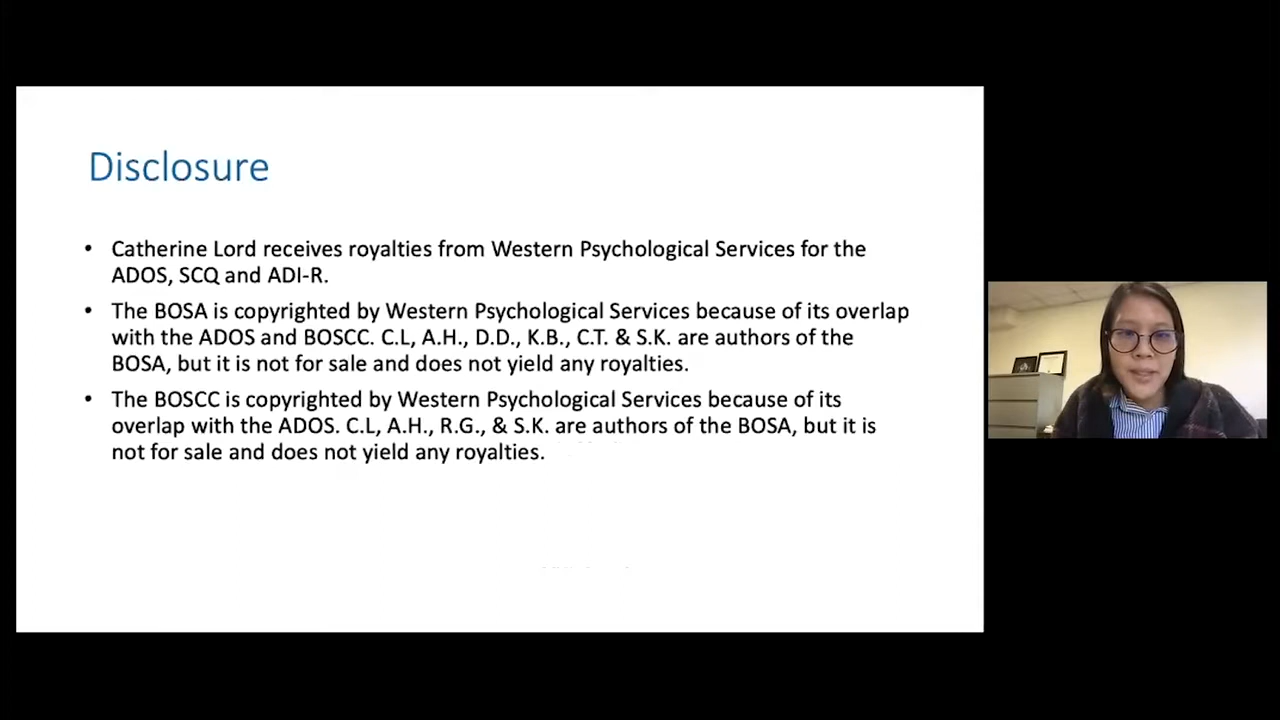 Disclosure
• Catherine Lord receives royalties from Western Psychological Services for the
ADOS, SCQ and ADI-R.
• The BOSA is copyrighted by Western Psychological Services because of its overlap
with the ADOS and BOSCC. C.L, A.H., D.D., K.B., C.T. & S.K. are authors of the
BOSA, but it is not for sale and does not yield any royalties.
• The BOSCC is copyrighted by Western Psychological Services because of its
overlap with the ADOS. C.L, A.H., R.G., & S.K. are authors of the BOSA, but it is
not for sale and does not yield any royalties.